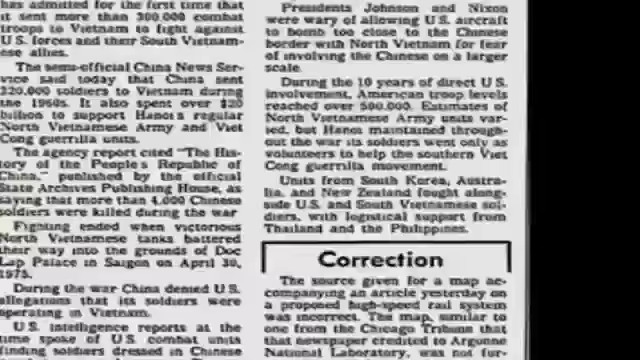 has admitted for the first time that
it sent more than 300,000 combat
troops to Vietnam to fight against
U.S. forces and their South Vietnam-
ese allies.
The semi-official China News Ser-
vice said today that China sent
320,000 soldiers to Vietnam during
the 1960s. It also spent over $20
billion to support Hanoi's regular
North Vietnamese Army and Viet
Cong guerrilla units.
The agency report cited "The His-
tory of the People's Republic of
China," published by the official
State Archives Publishing House, as
saying that more than 4,000 Chinese
soldiers were killed during the war
Fighting ended when victorious
North Vietnamese tanks battered
their way into the grounds of Doc
Lap Palace in Saigon on April 30,
1975.
During the war China denied U.S.
allegations that its soldiers were
operating in Vietnam.
U.S. intelligence reports at the
time spoke of U.S. combat units
finding soldiers dressed in Chinese
Presidents Johnson and Nixon
were wary of allowing U.S. aircraft
to bomb too close to the Chinese
border with North Vietnam for fear
of involving the Chinese on a larger
scale.
During the 10 years of direct U.S.
involvement, American troop levels
reached over 500,000. Estimates of
North Vietnamese Army units var-
ied, but Hanoi maintained through-
out the war its soldiers went only as
volunteers to help the southern Viet
Cong guerrilla movement.
Units from South Korea, Austra-
lia, and New Zealand fought along-
side U.S. and South Vietnamese sol-
diers, with logistical support from
Thailand and the Philippines.
Correction
The source given for a map ac-
companying an article yesterday on
a proposed high-speed rail system
was incorrect. The map, similar to
one from the Chicago Tribune that
that newspaper credited to Argonne
National Laboratory, was not fur-